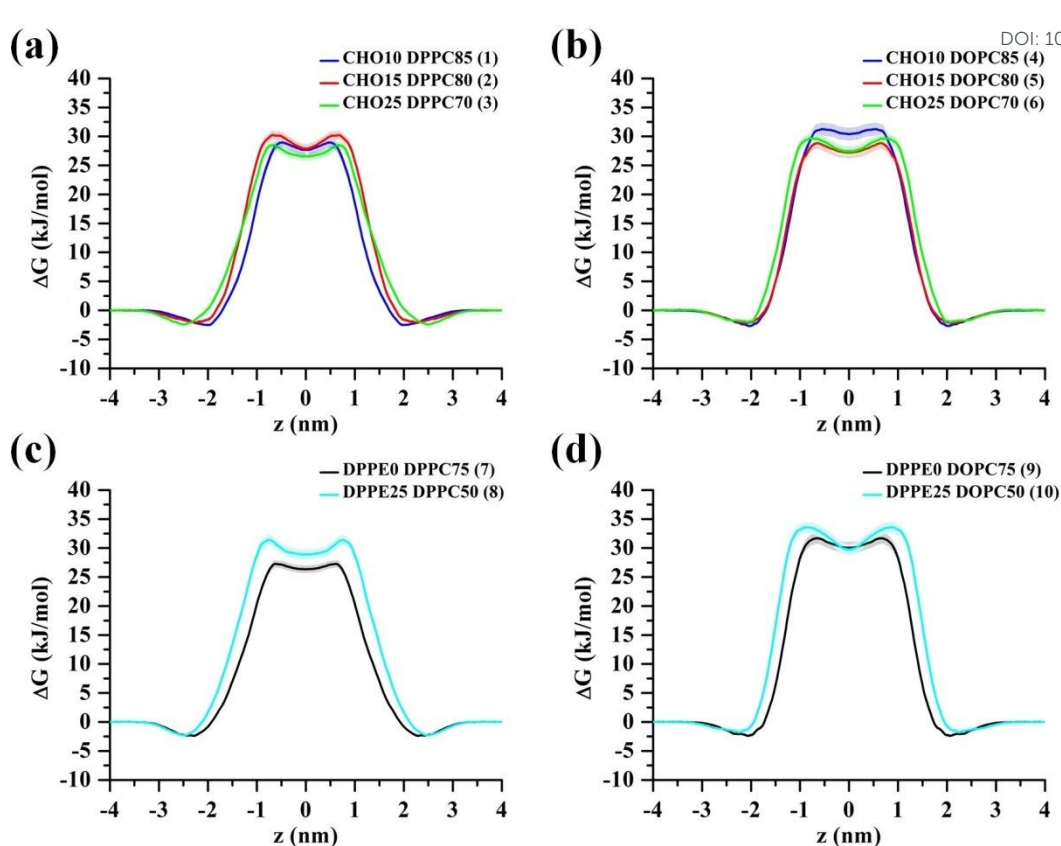 DOI: 10
(a)
CHO10 DPPC85 (1)
CHO15 DPPC80 (2)
CHO25 DPPC70 (3)
40
35
30
25
20
15
10
5
0
-5
-10
ΔG (kJ/mol)
-4 -3 -2 -1 0 1 2 3 4
z (nm)
(b)
CHO10 DOPC85 (4)
CHO15 DOPC80 (5)
CHO25 DOPC70 (6)
40
35
30
25
20
15
10
5
0
-5
-10
ΔG (kJ/mol)
-4 -3 -2 -1 0 1 2 3 4
z (nm)
(c)
DPPE0 DPPC75 (7)
DPPE25 DPPC50 (8)
40
35
30
25
20
15
10
5
0
-5
-10
ΔG (kJ/mol)
-4 -3 -2 -1 0 1 2 3 4
z (nm)
(d)
DPPE0 DOPC75 (9)
DPPE25 DOPC50 (10)
40
35
30
25
20
15
10
5
0
-5
-10
ΔG (kJ/mol)
-4 -3 -2 -1 0 1 2 3 4
z (nm)